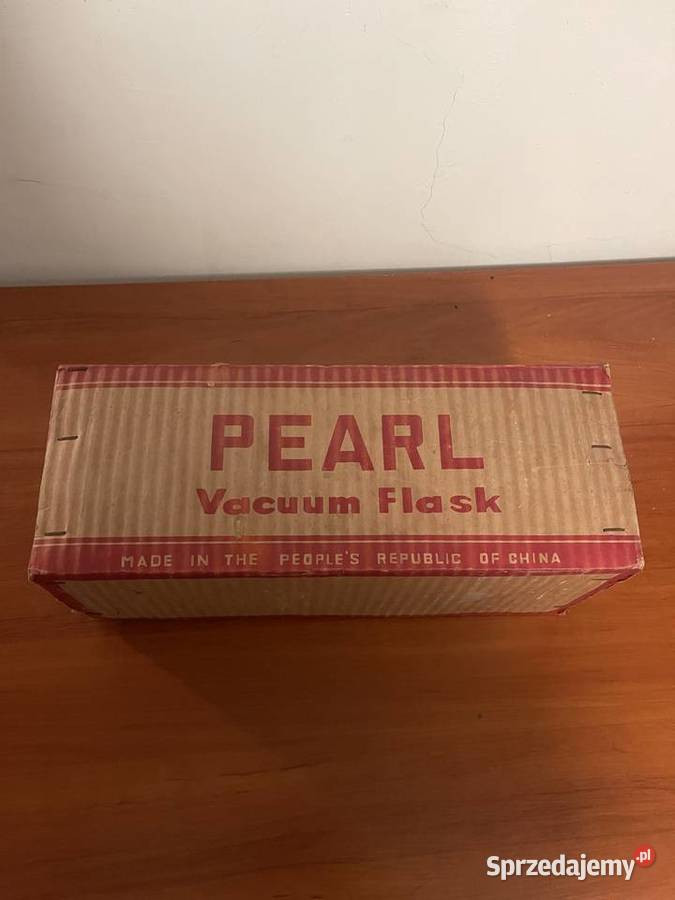 PEARL
Vacuum Flask
MADE IN THE PEOPLE'S REPUBLIC OF CHINA
Sprzedajemy.pl